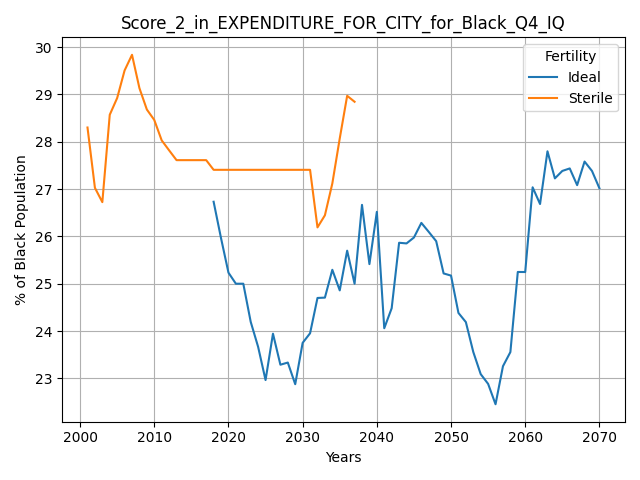 Score_2_in_EXPENDITURE_FOR_CITY_for_Black_Q4_IQ
Fertility
Ideal
Sterile
% of Black Population
30
29
28
27
26
25
24
23
2000 2010 2020 2030 2040 2050 2060 2070
Years